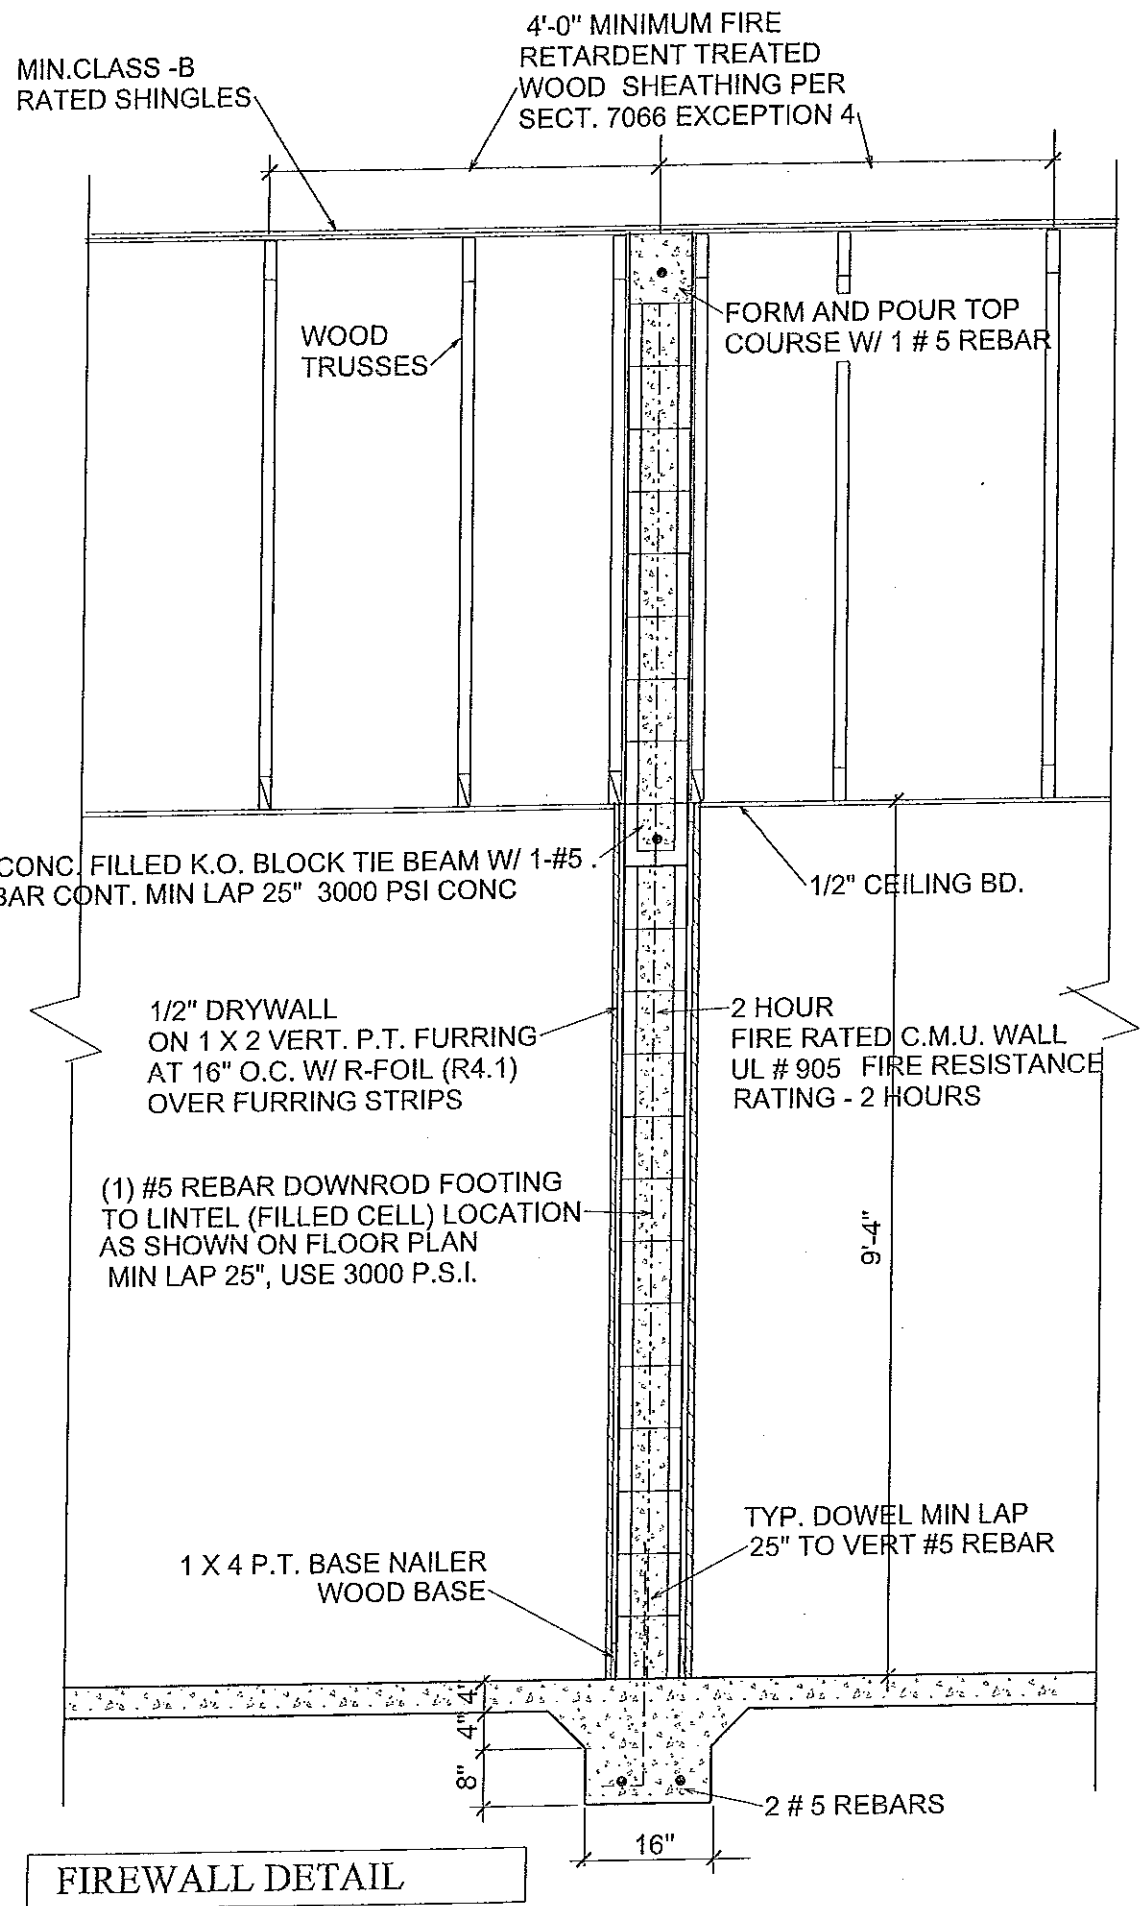 4'-0" MINIMUM FIRE
RETARDENT TREATED
WOOD SHEATHING PER
SECT. 7066 EXCEPTION 4
MIN.CLASS -B
RATED SHINGLES
WOOD
TRUSSES
FORM AND POUR TOP
COURSE W/ 1 # 5 REBAR
CONC. FILLED K.O. BLOCK TIE BEAM W/ 1-#5
BAR CONT. MIN LAP 25" 3000 PSI CONC
1/2" CEILING BD.
1/2" DRYWALL
ON 1 X 2 VERT. P.T. FURRING
AT 16" O.C. W/ R-FOIL (R4.1)
OVER FURRING STRIPS
2 HOUR
FIRE RATED C.M.U. WALL
UL # 905 FIRE RESISTANCE
RATING - 2 HOURS
(1) #5 REBAR DOWNROD FOOTING
TO LINTEL (FILLED CELL) LOCATION
AS SHOWN ON FLOOR PLAN
MIN LAP 25", USE 3000 P.S.I.
9'-4"
TYP. DOWEL MIN LAP
25" TO VERT #5 REBAR
1 X 4 P.T. BASE NAILER
WOOD BASE
4'
4"
8"
2 # 5 REBARS
16"
FIREWALL DETAIL